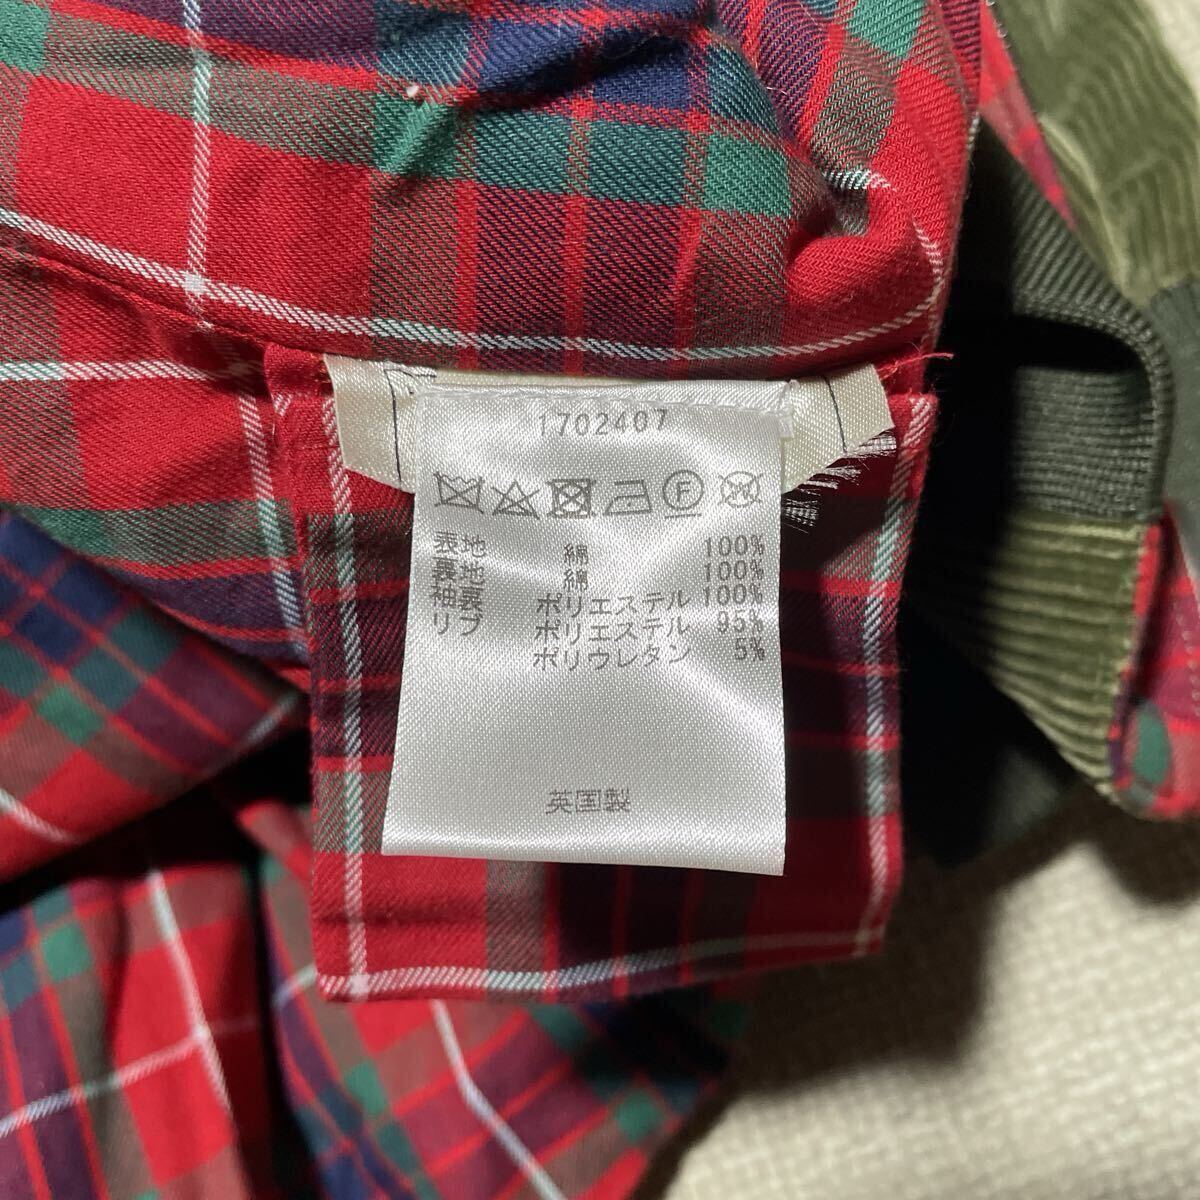 1702407
F W
表地 綿 100%
裏地 綿 100%
袖裏 ポリエステル 100%
リブ ポリエステル 95%
ポリウレタン 5%
英国製